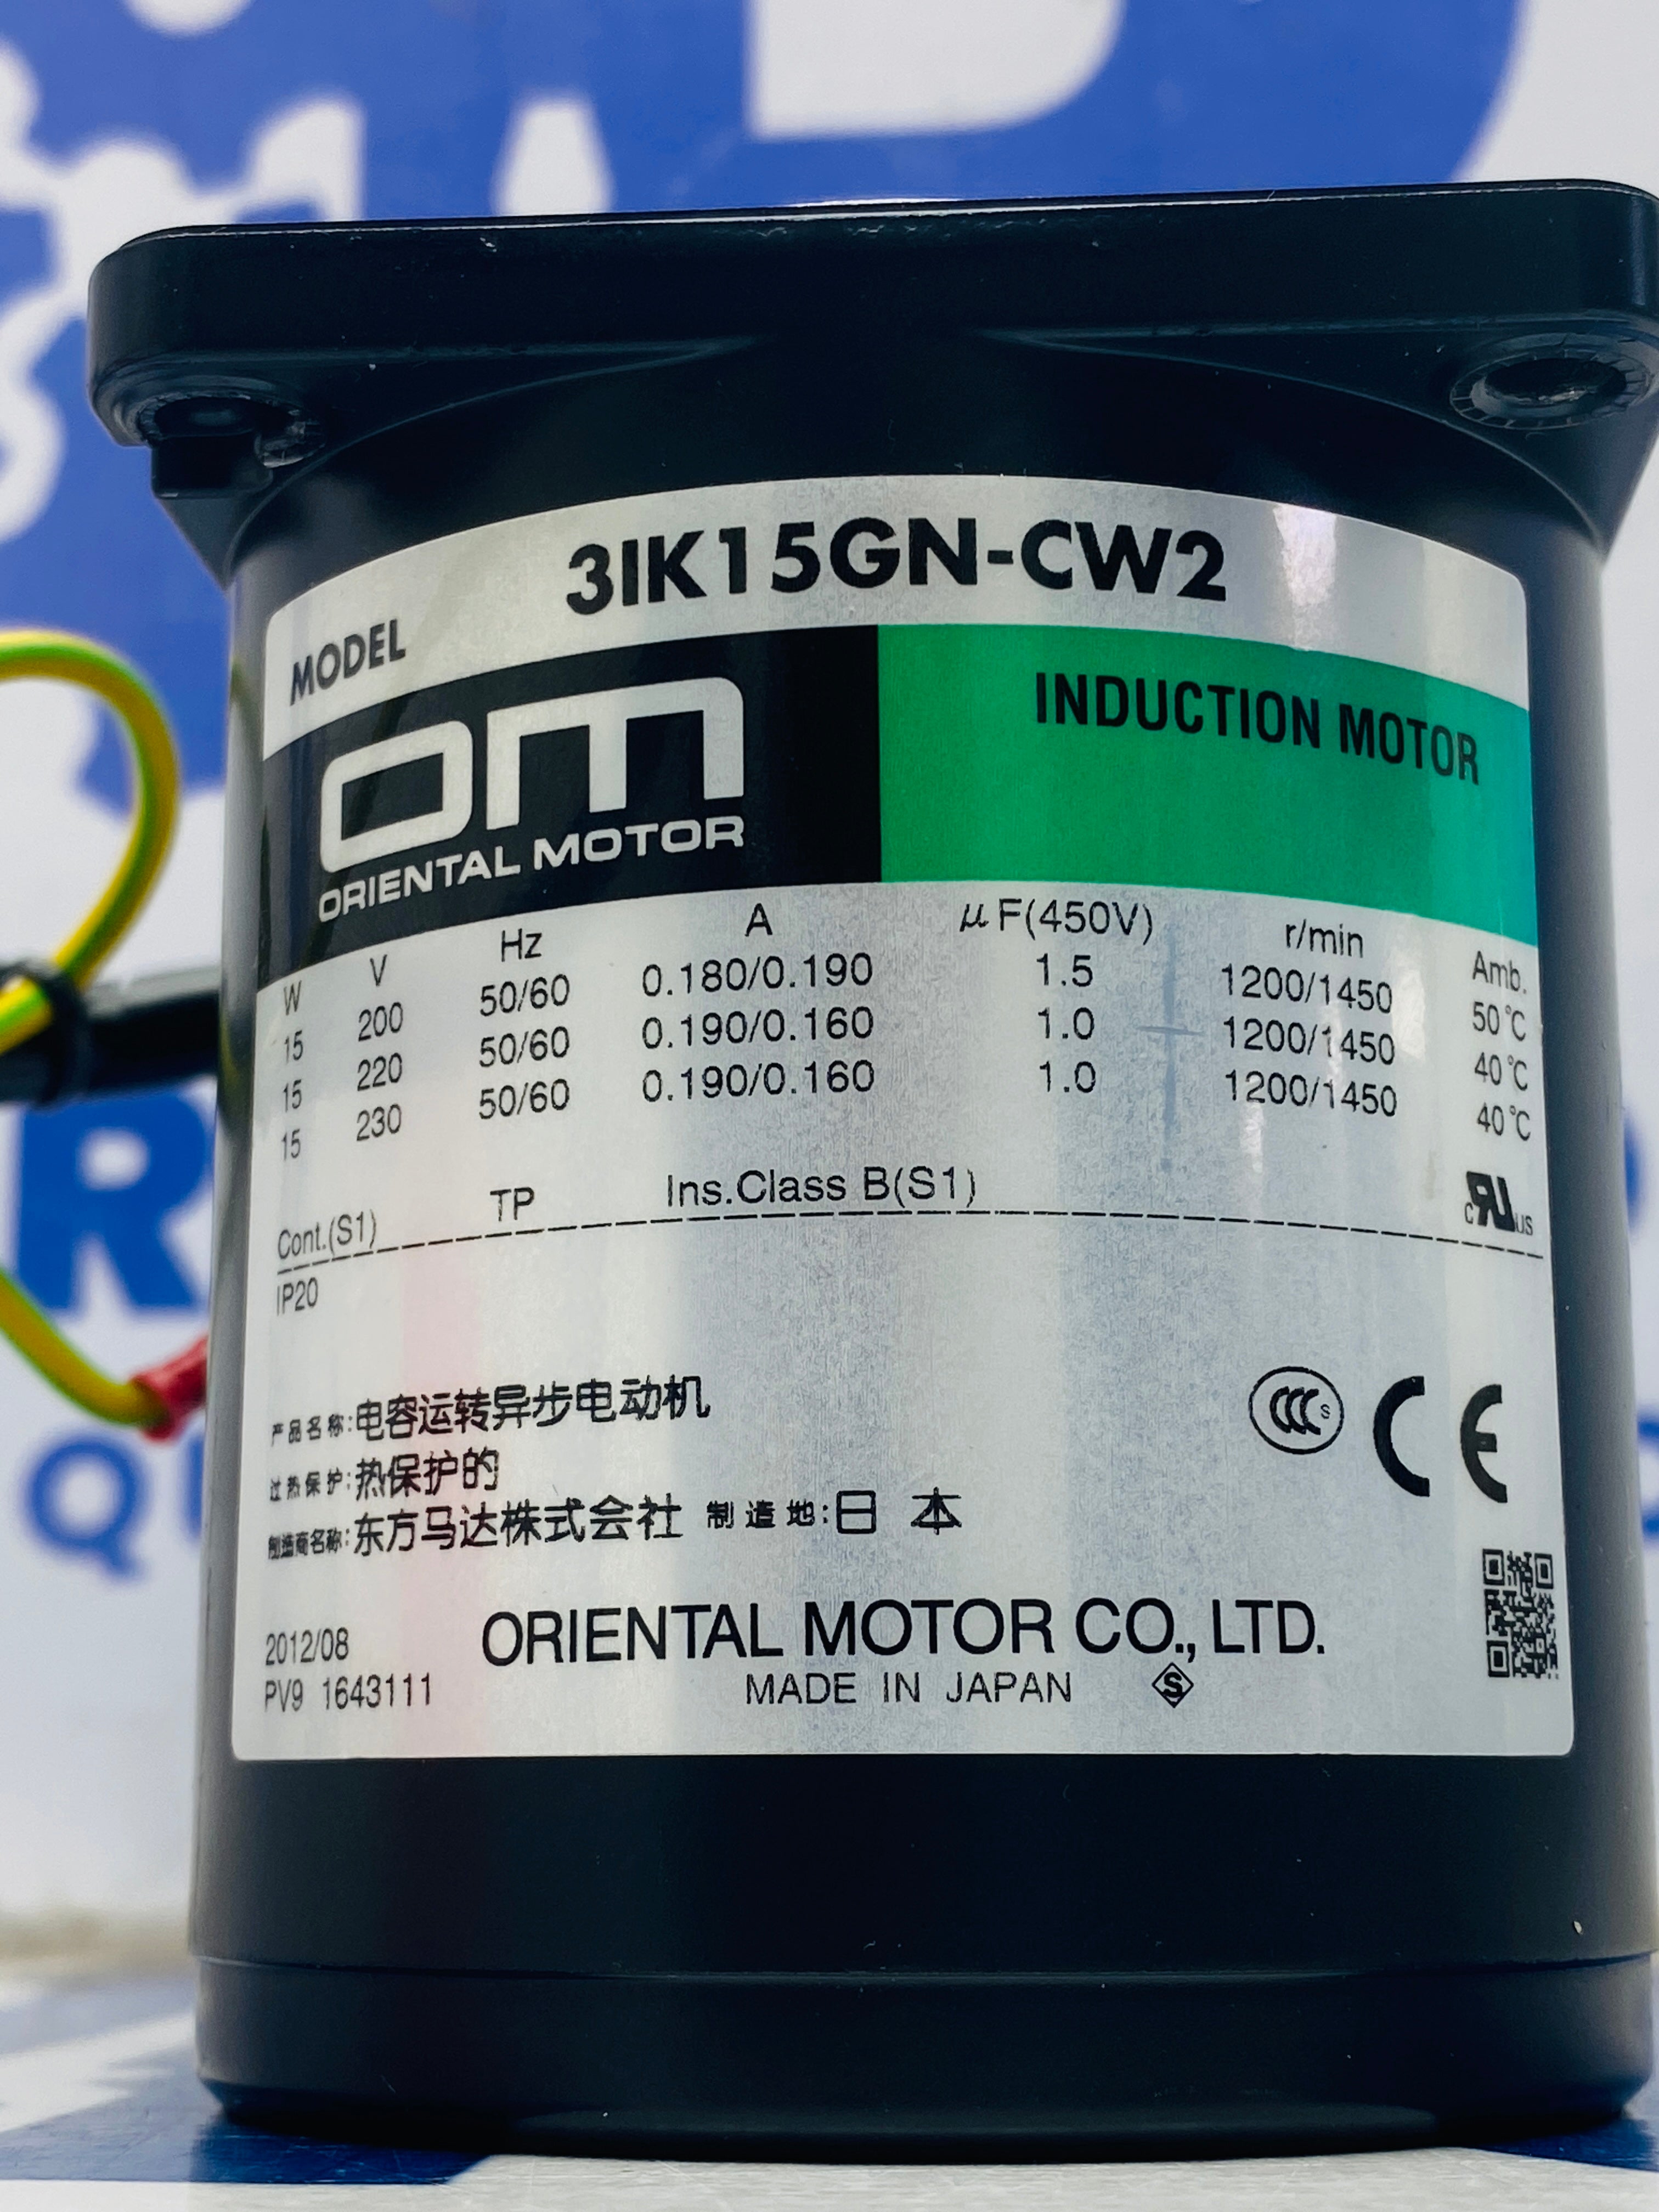 MODEL 3IK15GN-CW2
OM
ORIENTAL MOTOR
INDUCTION MOTOR
W V Hz A μF(450V) r/min Amb.
15 200 50/60 0.180/0.190 1.5 1200/1450 50℃
15 220 50/60 0.190/0.160 1.0 1200/1450 40℃
15 230 50/60 0.190/0.160 1.0 1200/1450 40℃
Cont.(S1) TP Ins.Class B(S1)
c RU us
IP20
产品名称:电容运转异步电动机
过热保护:热保护的
制造商名称:东方马达株式会社 制造地:日本
CCC S CE
2012/08 ORIENTAL MOTOR CO., LTD.
PV9 1643111 MADE IN JAPAN S